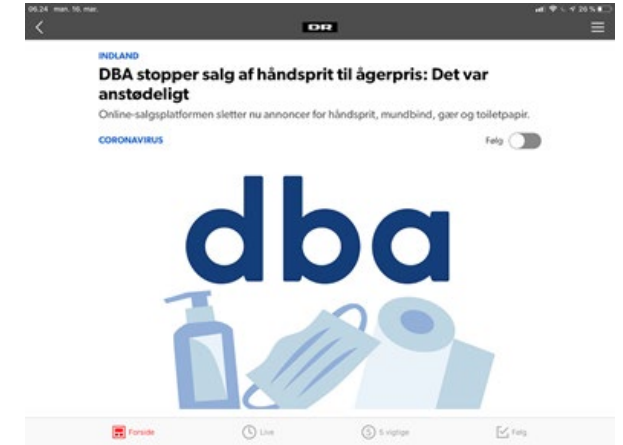 06.24 man. 16. mar.
26 %
DR
INDLAND
DBA stopper salg af håndsprit til ågerpris: Det var
anstødeligt
Online-salgsplatformen sletter nu annoncer for håndsprit, mundbind, gær og toiletpapir.
CORONAVIRUS
Følg
dba
Forside
Live
5 vigtige
Følg